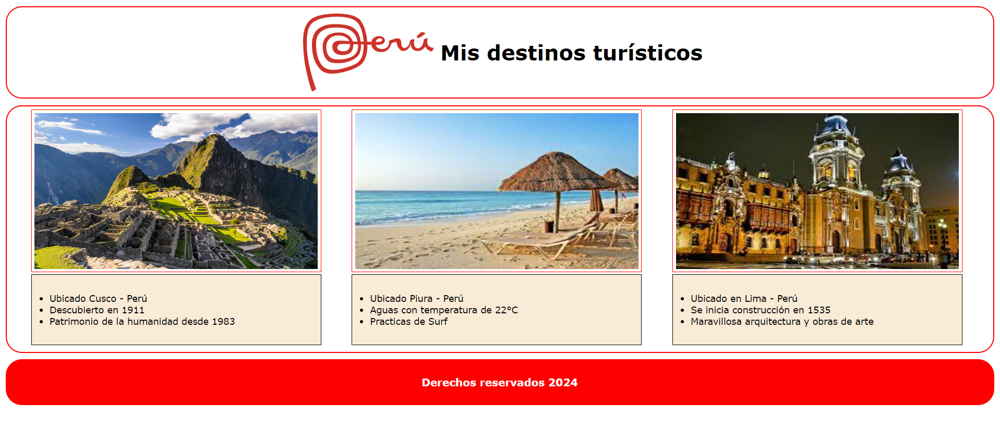 Perú
Mis destinos turísticos
• Ubicado Cusco - Perú
• Descubierto en 1911
• Patrimonio de la humanidad desde 1983
• Ubicado Piura - Perú
• Aguas con temperatura de 22°C
• Practicas de Surf
• Ubicado en Lima - Perú
• Se inicia construcción en 1535
• Maravillosa arquitectura y obras de arte
Derechos reservados 2024